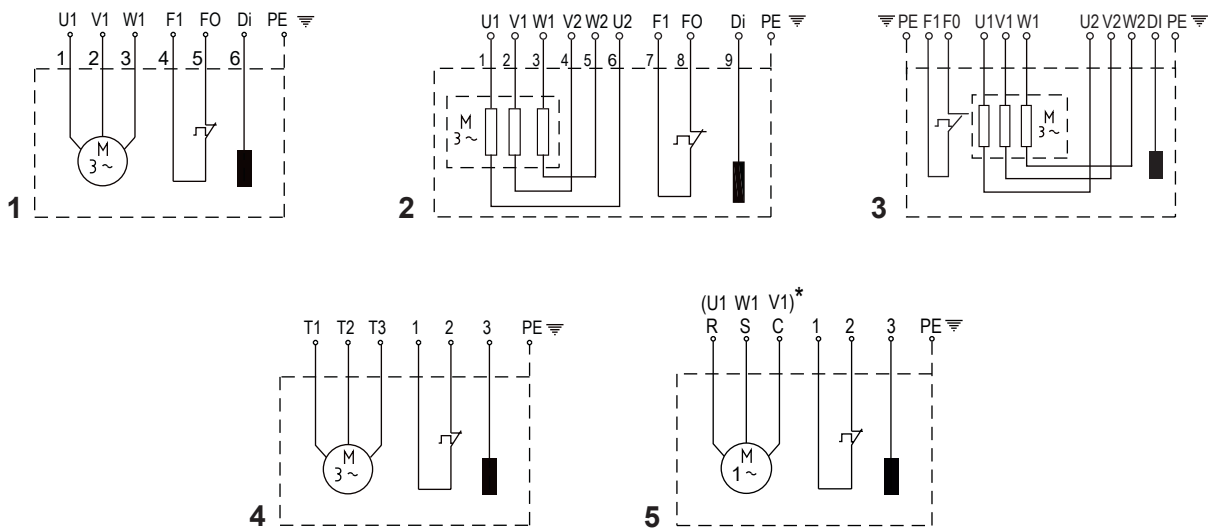 U1 V1 W1 F1 FO Di PE
1 2 3 4 5 6
M
3~
1
U1 V1 W1 V2 W2 U2 F1 FO Di PE
1 2 3 4 5 6 7 8 9
M
3~
2
PE F1 F0 U1 V1 W1 U2 V2 W2 DI PE
M
3~
3
T1 T2 T3 1 2 3 PE
M
3~
4
(U1 W1 V1)*
R S C 1 2 3 PE
M
1~
5